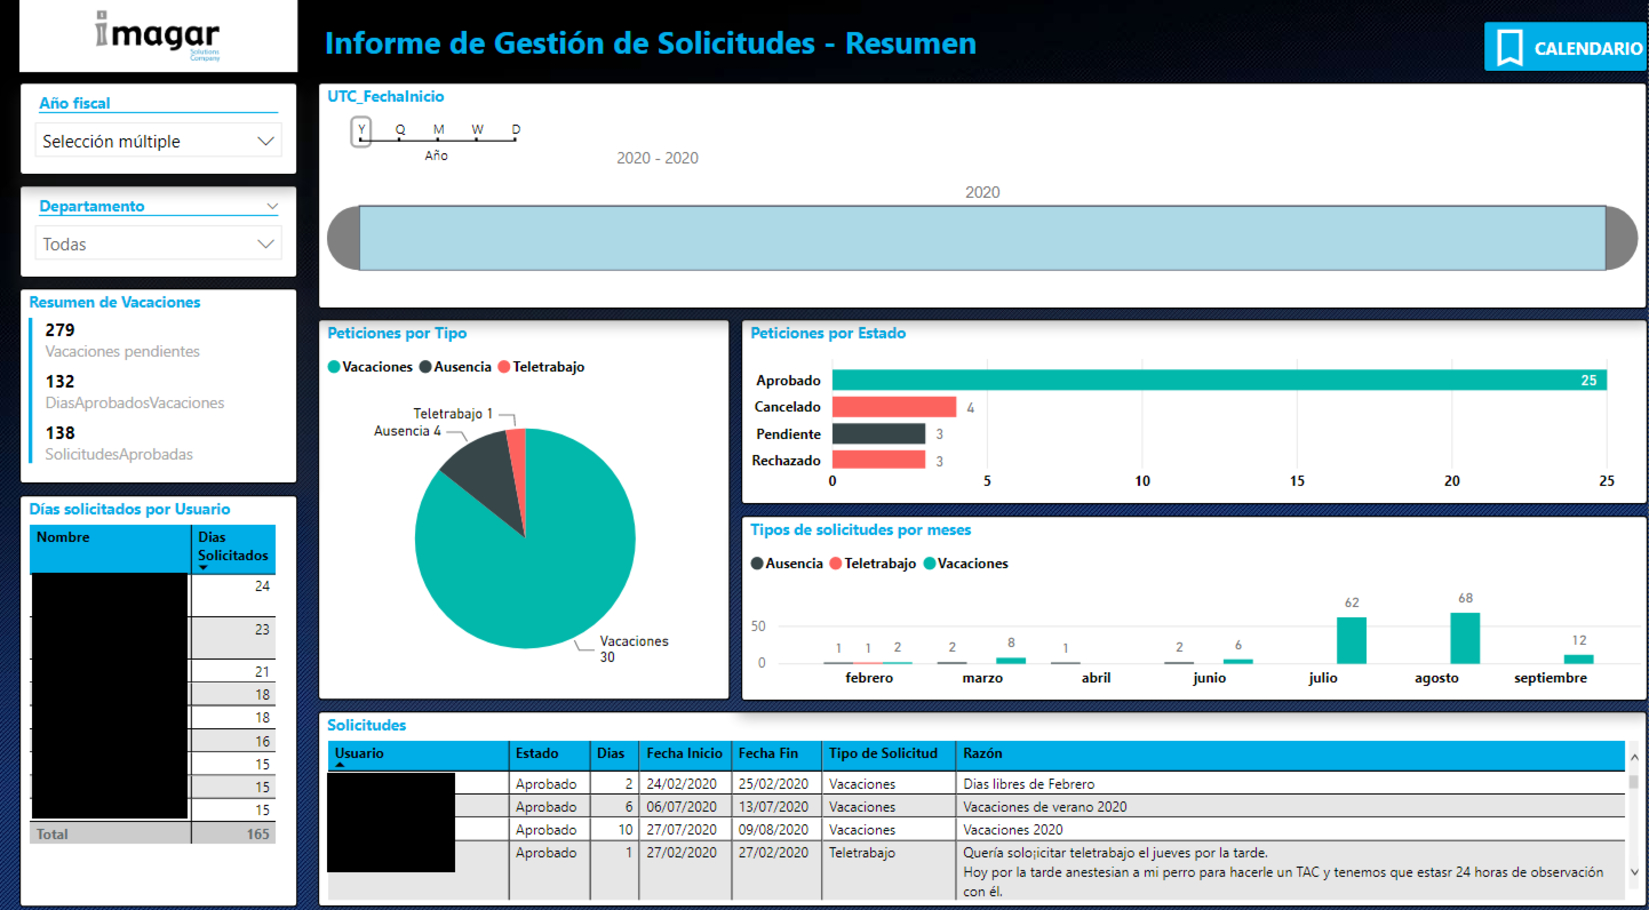 imagar
Solutions
Company
Informe de Gestión de Solicitudes - Resumen
CALENDARIO
Año fiscal
Selección múltiple
Departamento
Todas
Resumen de Vacaciones
279
Vacaciones pendientes
132
DiasAprobadosVacaciones
138
SolicitudesAprobadas
Días solicitados por Usuario
Nombre
Dias
Solicitados
24
23
21
18
18
16
15
15
15
Total 165
UTC_FechaInicio
Y Q M W D
Año
2020 - 2020
2020
Peticiones por Tipo
Vacaciones Ausencia Teletrabajo
Teletrabajo 1
Ausencia 4
Vacaciones
30
Peticiones por Estado
Aprobado 25
Cancelado 4
Pendiente 3
Rechazado 3
0 5 10 15 20 25
Tipos de solicitudes por meses
Ausencia Teletrabajo Vacaciones
50
0
1 1 2 2 8 1 2 6 62 68 12
febrero marzo abril junio julio agosto septiembre
Solicitudes
Usuario Estado Dias Fecha Inicio Fecha Fin Tipo de Solicitud Razón
Aprobado 2 24/02/2020 25/02/2020 Vacaciones Dias libres de Febrero
Aprobado 6 06/07/2020 13/07/2020 Vacaciones Vacaciones de verano 2020
Aprobado 10 27/07/2020 09/08/2020 Vacaciones Vacaciones 2020
Aprobado 1 27/02/2020 27/02/2020 Teletrabajo Quería solo¡icitar teletrabajo el jueves por la tarde.
Hoy por la tarde anestesian a mi perro para hacerle un TAC y tenemos que estasr 24 horas de observación
con él.